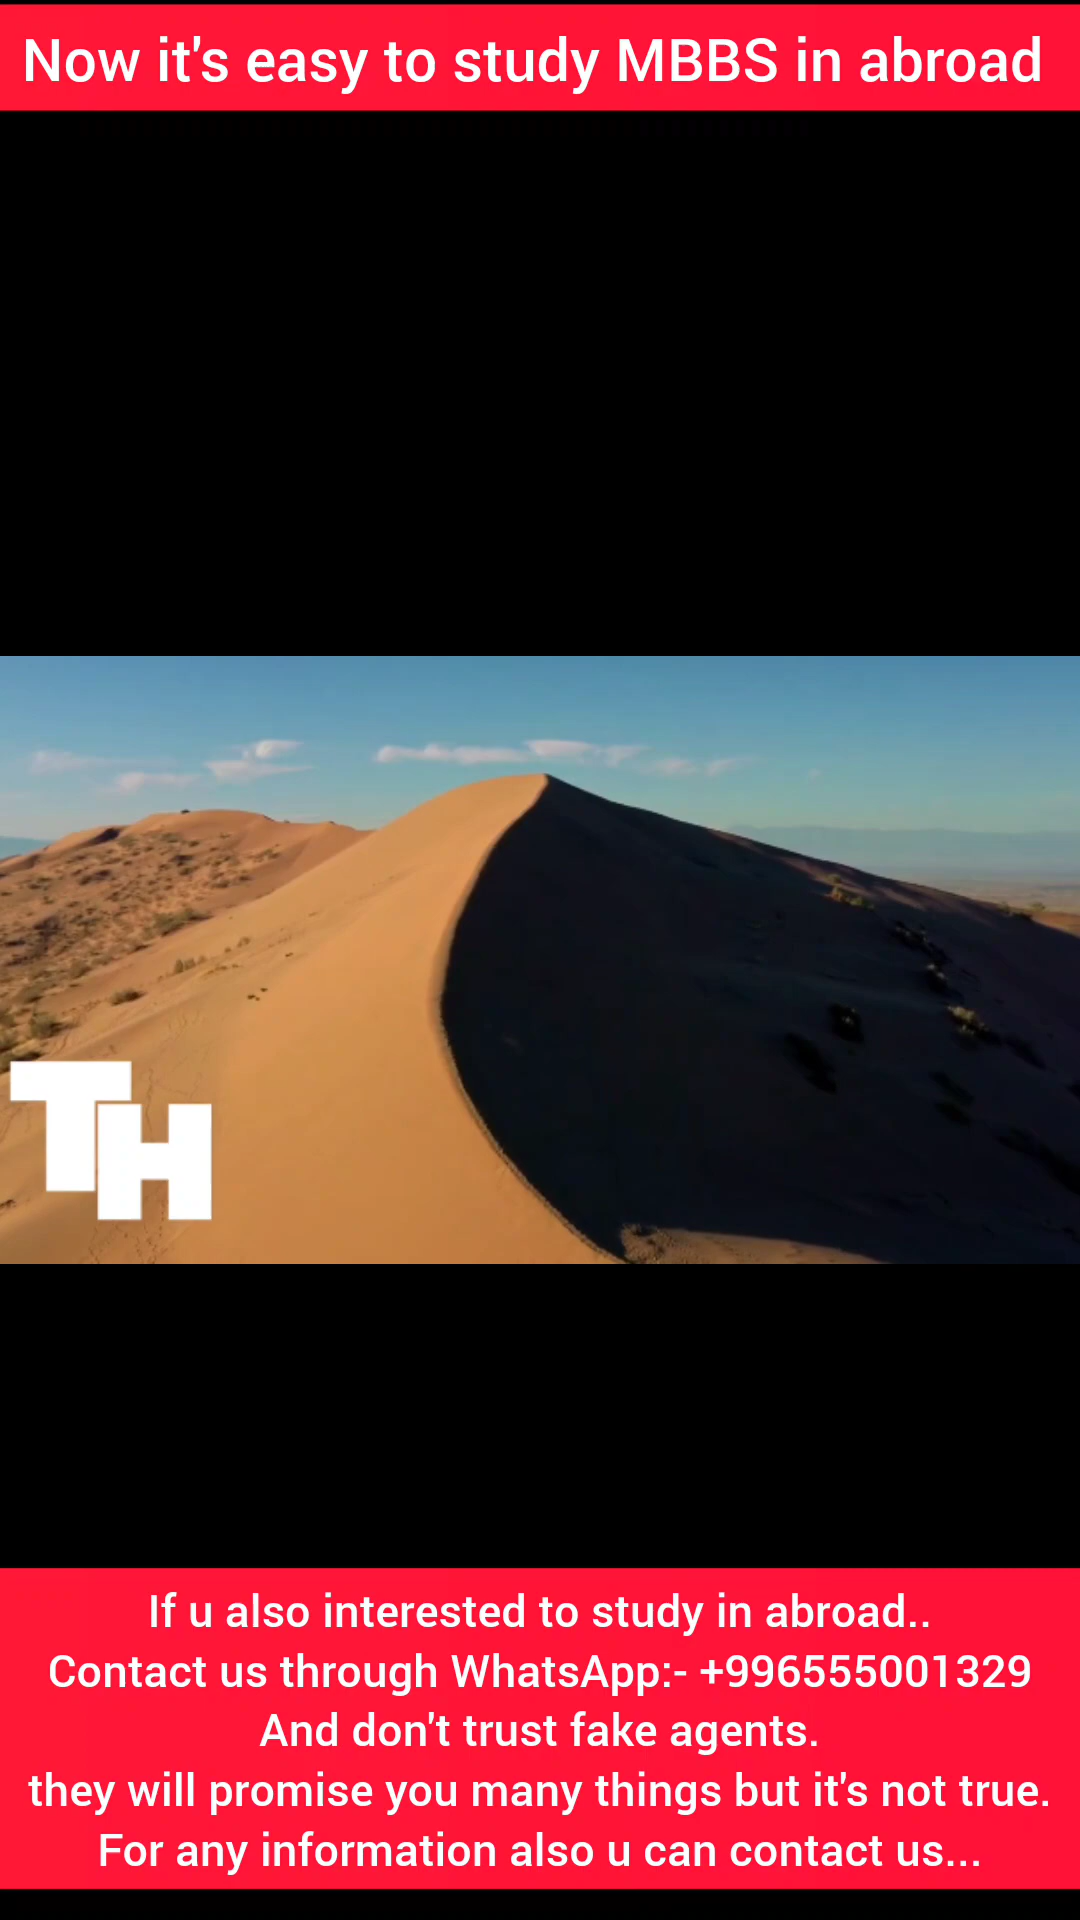 Now it's easy to study MBBS in abroad
TH
If u also interested to study in abroad..
Contact us through WhatsApp:- +996555001329
And don't trust fake agents.
they will promise you many things but it's not true.
For any information also u can contact us...